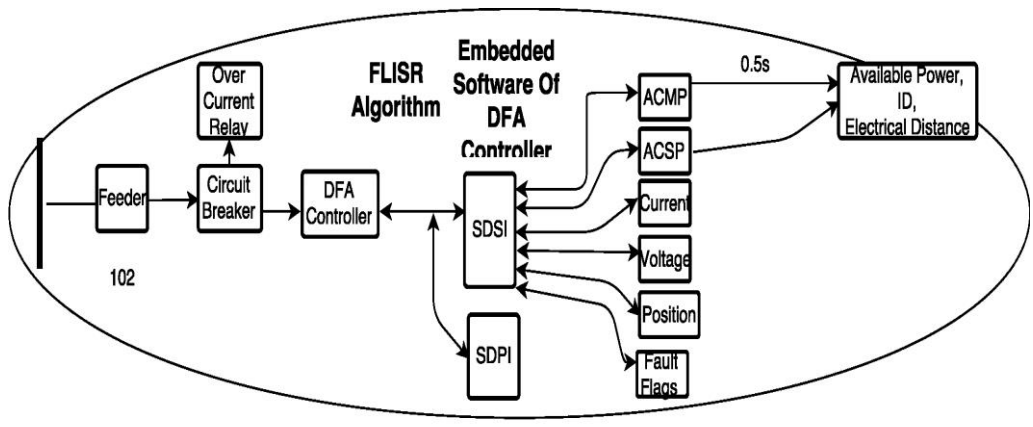 Over
Current
Relay
FLISR
Algorithm
Embedded
Software Of
DFA
Controller
0.5s
ACMP
Available Power,
ID,
Electrical Distance
ACSP
Feeder
Circuit
Breaker
DFA
Controller
SDSI
Current
Voltage
102
Position
SDPI
Fault
Flags